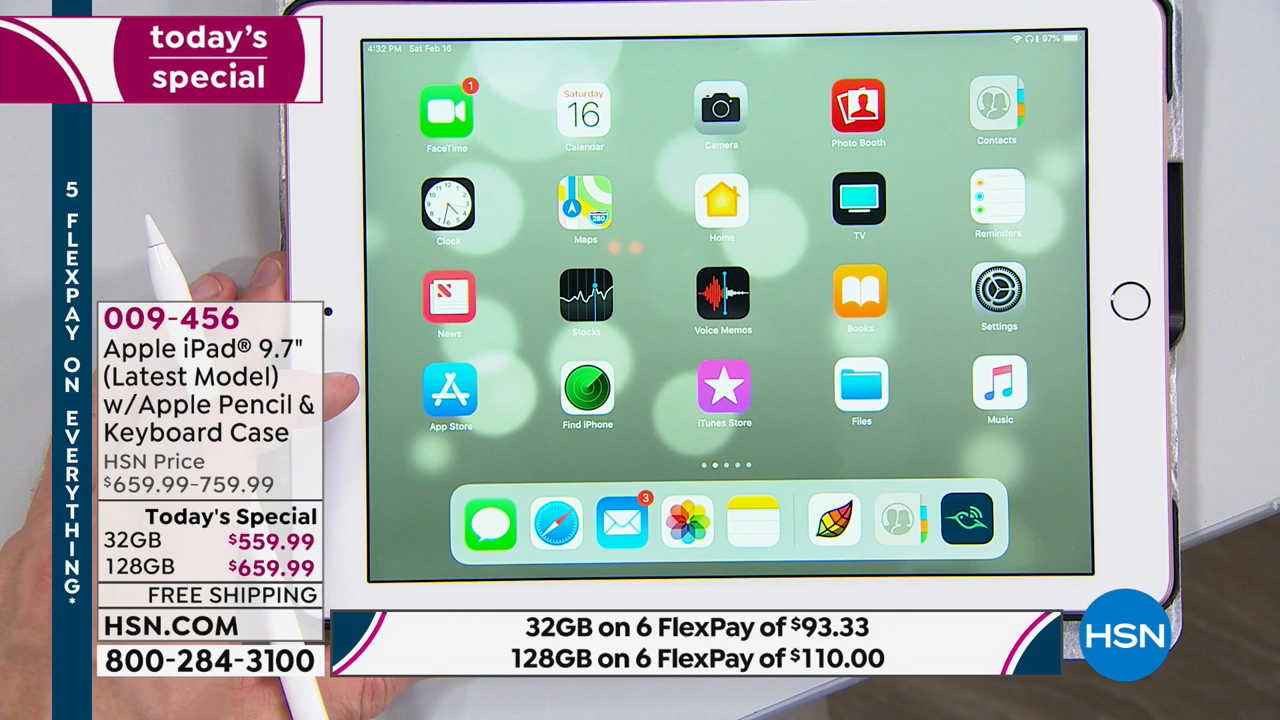 today's
special
5 FLEXPAY ON EVERYTHING.*
009-456
Apple iPad® 9.7"
(Latest Model)
w/Apple Pencil &
Keyboard Case
HSN Price
$659.99-759.99
Today's Special
32GB $559.99
128GB $659.99
FREE SHIPPING
HSN.COM
800-284-3100
32GB on 6 FlexPay of $93.33
128GB on 6 FlexPay of $110.00
HSN
4:32 PM Sat Feb 16
97%
1
FaceTime
Saturday
16
Calendar
Camera
Photo Booth
Contacts
Clock
280
Maps
Home
TV
Reminders
News
Stocks
Voice Memos
Books
Settings
App Store
Find iPhone
iTunes Store
Files
Music
3